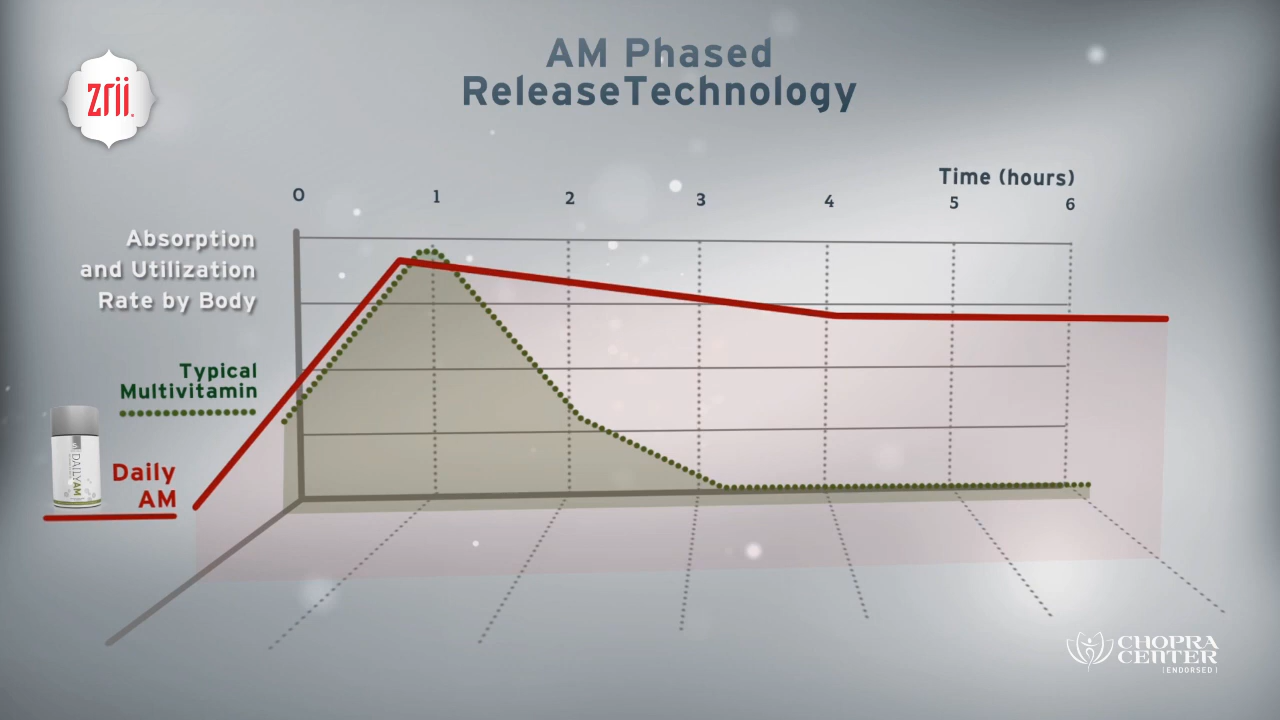 AM Phased
ReleaseTechnology
zrii
Time (hours)
0 1 2 3 4 5 6
Absorption
and Utilization
Rate by Body
Typical
Multivitamin
DAILYAM
Daily
AM
CHOPRA
CENTER
ENDORSED